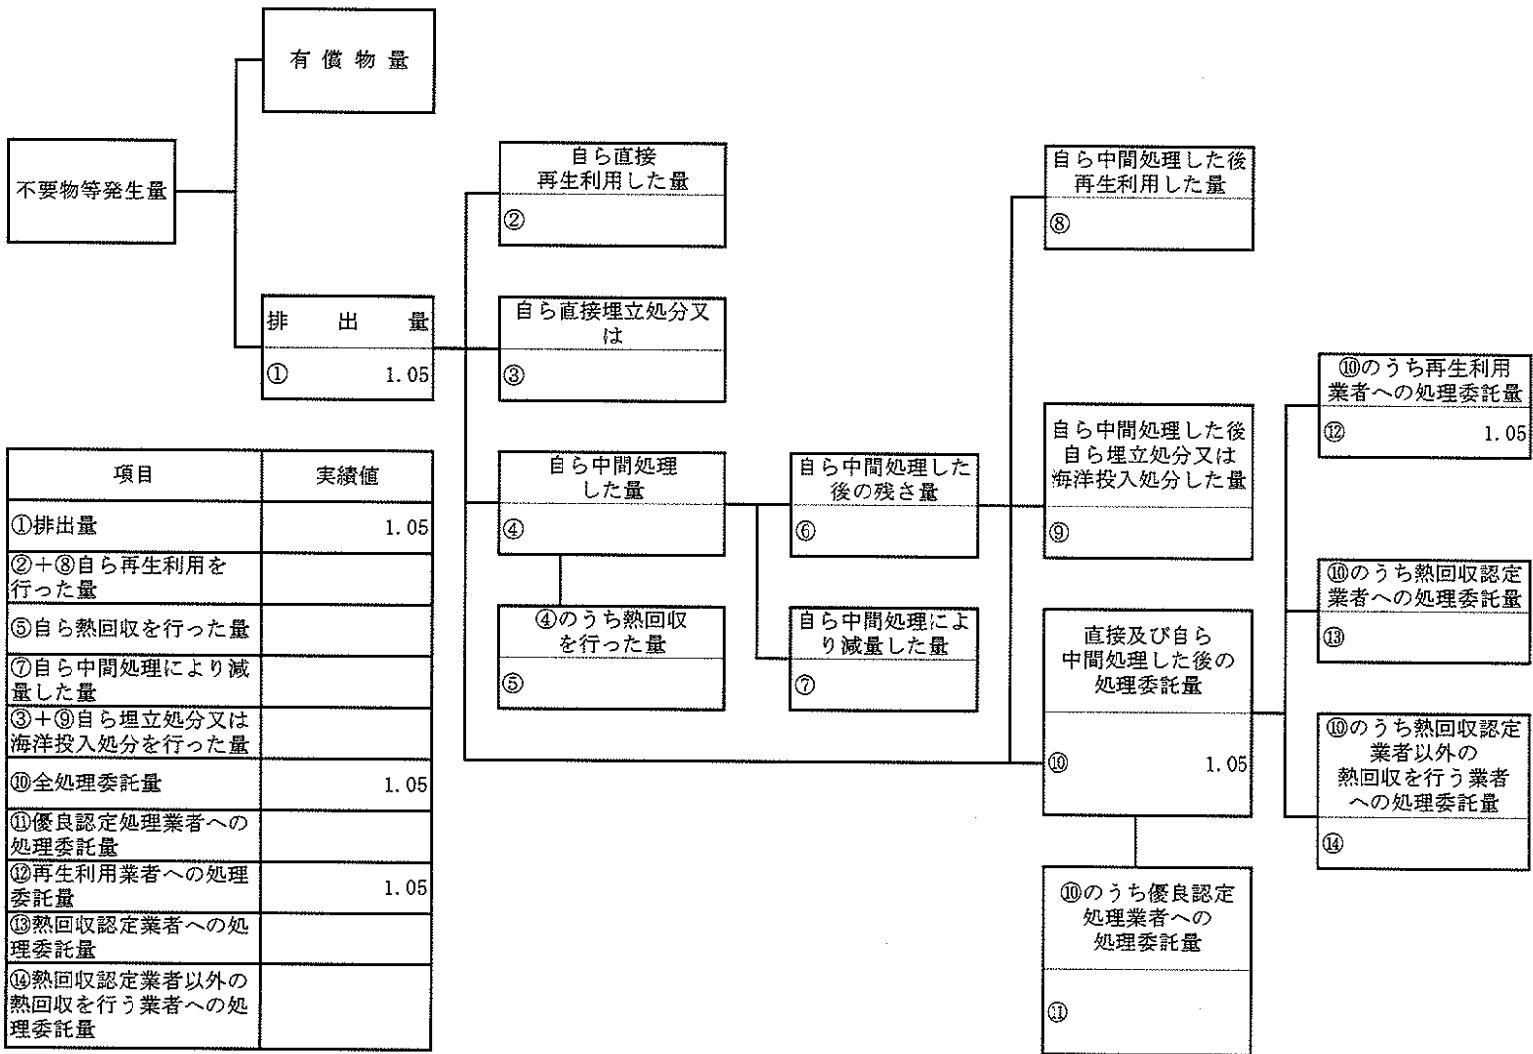 有償物量
不要物等発生量
排出量
① 1.05
自ら直接
再生利用した量
②
自ら直接埋立処分又
は
③
自ら中間処理
した量
④
④のうち熱回収
を行った量
⑤
自ら中間処理した
後の残さ量
⑥
自ら中間処理によ
り減量した量
⑦
自ら中間処理した後
再生利用した量
⑧
自ら中間処理した後
自ら埋立処分又は
海洋投入処分した量
⑨
直接及び自ら
中間処理した後の
処理委託量
⑩ 1.05
⑩のうち優良認定
処理業者への
処理委託量
⑪
⑩のうち再生利用
業者への処理委託量
⑫ 1.05
⑩のうち熱回収認定
業者への処理委託量
⑬
⑩のうち熱回収認定
業者以外の
熱回収を行う業者
への処理委託量
⑭
項目 実績値
①排出量 1.05
②+⑧自ら再生利用を
行った量
⑤自ら熱回収を行った量
⑦自ら中間処理により減
量した量
③+⑨自ら埋立処分又は
海洋投入処分を行った量
⑩全処理委託量 1.05
⑪優良認定処理業者への
処理委託量
⑫再生利用業者への処理
委託量 1.05
⑬熱回収認定業者への処
理委託量
⑭熱回収認定業者以外の
熱回収を行う業者への処
理委託量